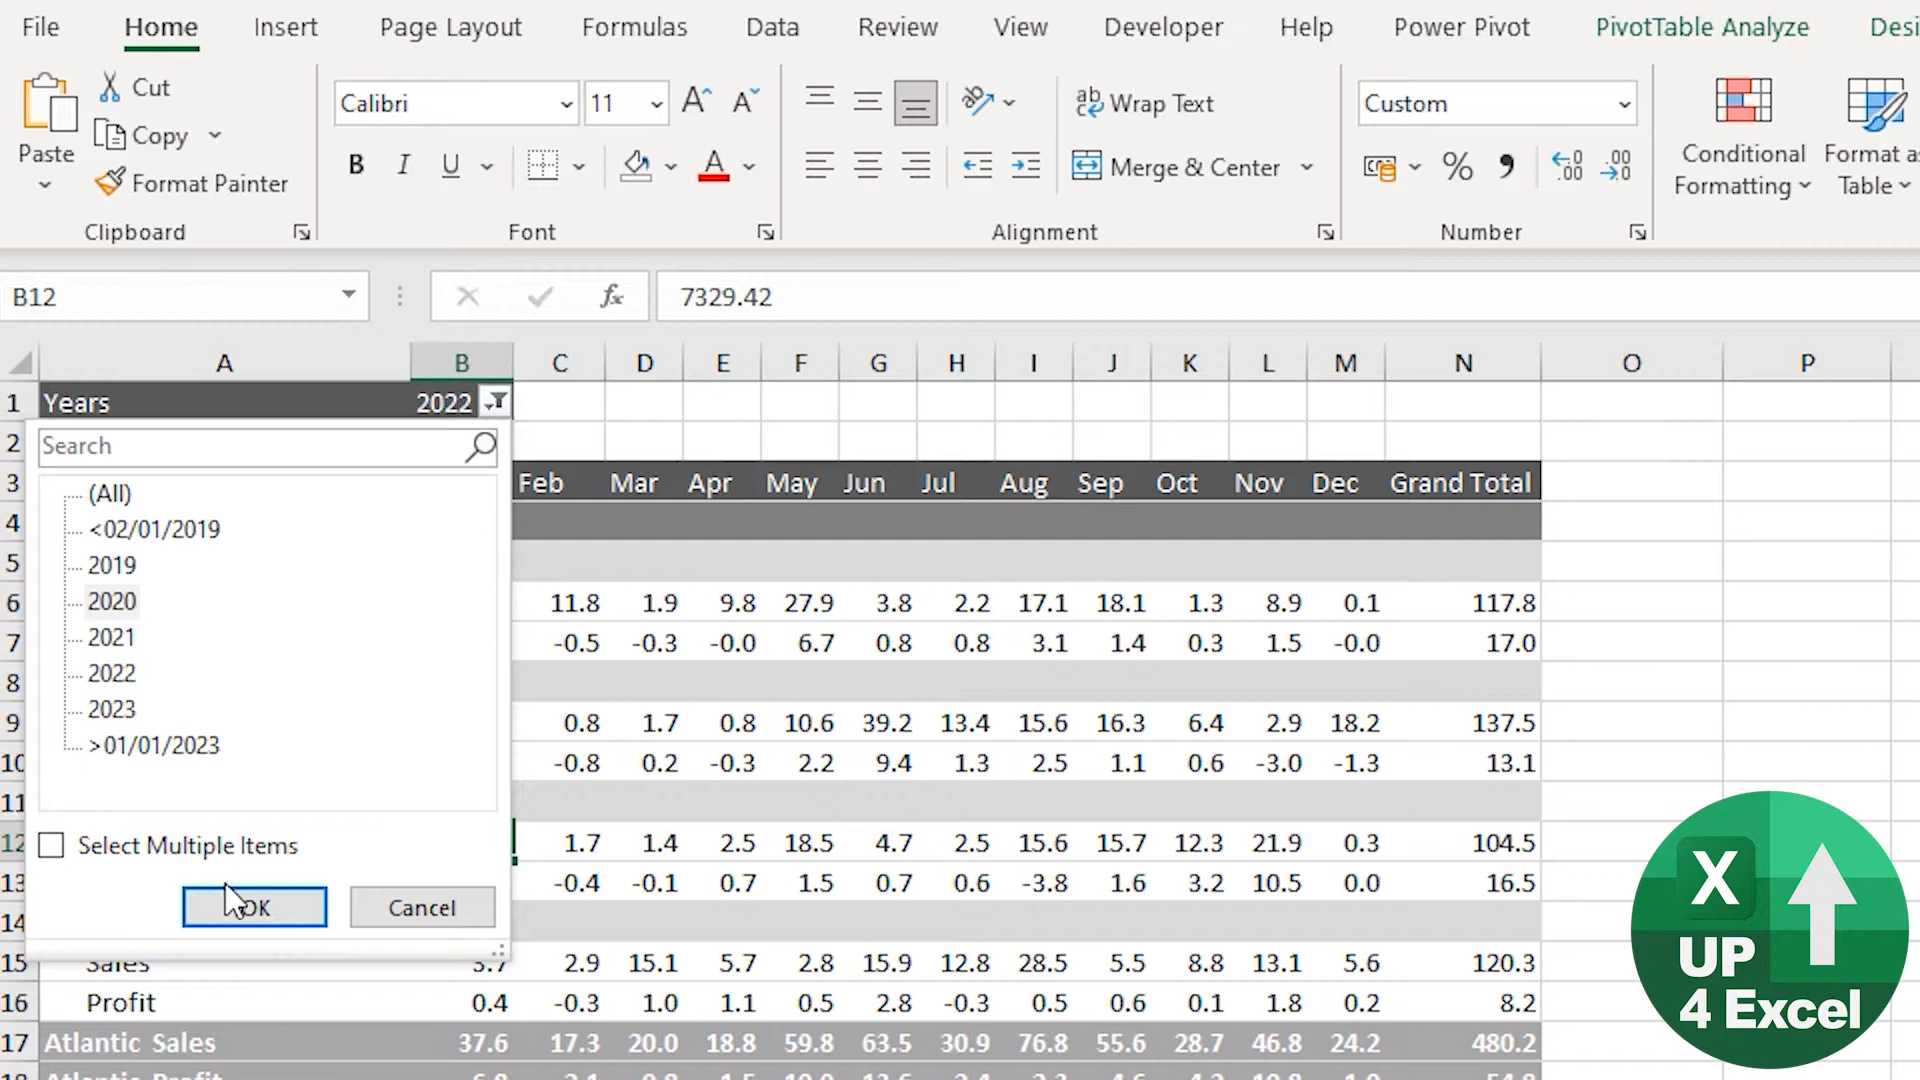 File Home Insert Page Layout Formulas Data Review View Developer Help Power Pivot PivotTable Analyze Desi
Cut
Copy
Format Painter
Paste
Clipboard
Calibri 11
B I U
Font
Wrap Text
Merge & Center
Alignment
Custom
% 
Number
Conditional
Formatting
Format as
Table
B12 fx 7329.42
A B C D E F G H I J K L M N O P
1 Years 2022
2 Search
3 Feb Mar Apr May Jun Jul Aug Sep Oct Nov Dec Grand Total
(All)
4
<02/01/2019
5 2019
6 2020 11.8 1.9 9.8 27.9 3.8 2.2 17.1 18.1 1.3 8.9 0.1 117.8
7 2021 -0.5 -0.3 -0.0 6.7 0.8 0.8 3.1 1.4 0.3 1.5 -0.0 17.0
8 2022
9 2023 0.8 1.7 0.8 10.6 39.2 13.4 15.6 16.3 6.4 2.9 18.2 137.5
10 >01/01/2023 -0.8 0.2 -0.3 2.2 9.4 1.3 2.5 1.1 0.6 -3.0 -1.3 13.1
11
12 Select Multiple Items 1.7 1.4 2.5 18.5 4.7 2.5 15.6 15.7 12.3 21.9 0.3 104.5
13 -0.4 -0.1 0.7 1.5 0.7 0.6 -3.8 1.6 3.2 10.5 0.0 16.5
OK Cancel
14
15 Sales 3.7 2.9 15.1 5.7 2.8 15.9 12.8 28.5 5.5 8.8 13.1 5.6 120.3
16 Profit 0.4 -0.3 1.0 1.1 0.5 2.8 -0.3 0.5 0.6 0.1 1.8 0.2 8.2
17 Atlantic Sales 37.6 17.3 20.0 18.8 59.8 63.5 30.9 76.8 55.6 28.7 46.8 24.2 480.2
Atlantic Profit
X
UP
4 Excel